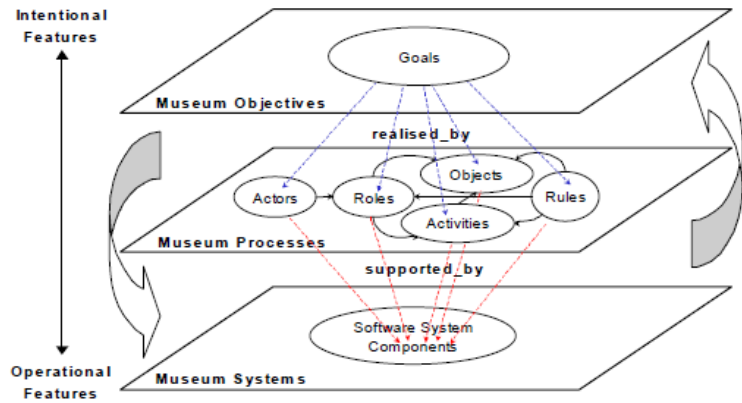 Intentional
Features
Goals
Museum Objectives
realised_by
Objects
Actors
Roles
Rules
Activities
Museum Processes
supported_by
Software System
Components
Operational
Features
Museum Systems